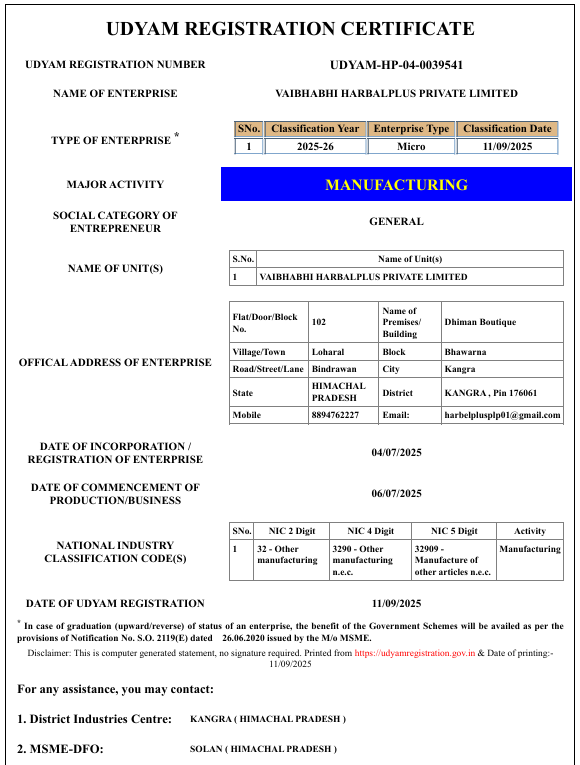 UDYAM REGISTRATION CERTIFICATE
UDYAM REGISTRATION NUMBER UDYAM-HP-04-0039541
NAME OF ENTERPRISE VAIBHABHI HARBALPLUS PRIVATE LIMITED
TYPE OF ENTERPRISE *
SNo. Classification Year Enterprise Type Classification Date
1 2025-26 Micro 11/09/2025
MAJOR ACTIVITY MANUFACTURING
SOCIAL CATEGORY OF
ENTREPRENEUR
GENERAL
NAME OF UNIT(S)
S.No. Name of Unit(s)
1 VAIBHABHI HARBALPLUS PRIVATE LIMITED
OFFICAL ADDRESS OF ENTERPRISE
Flat/Door/Block
No.
102
Name of
Premises/
Building
Dhiman Boutique
Village/Town Loharal Block Bhawarna
Road/Street/Lane Bindrawan City Kangra
State
HIMACHAL
PRADESH
District KANGRA , Pin 176061
Mobile 8894762227 Email: harbelplusplp01@gmail.com
DATE OF INCORPORATION /
REGISTRATION OF ENTERPRISE
04/07/2025
DATE OF COMMENCEMENT OF
PRODUCTION/BUSINESS
06/07/2025
NATIONAL INDUSTRY
CLASSIFICATION CODE(S)
SNo. NIC 2 Digit NIC 4 Digit NIC 5 Digit Activity
1
32 - Other
manufacturing
3290 - Other
manufacturing
n.e.c.
32909 -
Manufacture of
other articles n.e.c.
Manufacturing
DATE OF UDYAM REGISTRATION 11/09/2025
* In case of graduation (upward/reverse) of status of an enterprise, the benefit of the Government Schemes will be availed as per the
provisions of Notification No. S.O. 2119(E) dated 26.06.2020 issued by the M/o MSME.
Disclaimer: This is computer generated statement, no signature required. Printed from https://udyamregistration.gov.in & Date of printing:-
11/09/2025
For any assistance, you may contact:
1. District Industries Centre: KANGRA ( HIMACHAL PRADESH )
2. MSME-DFO: SOLAN ( HIMACHAL PRADESH )